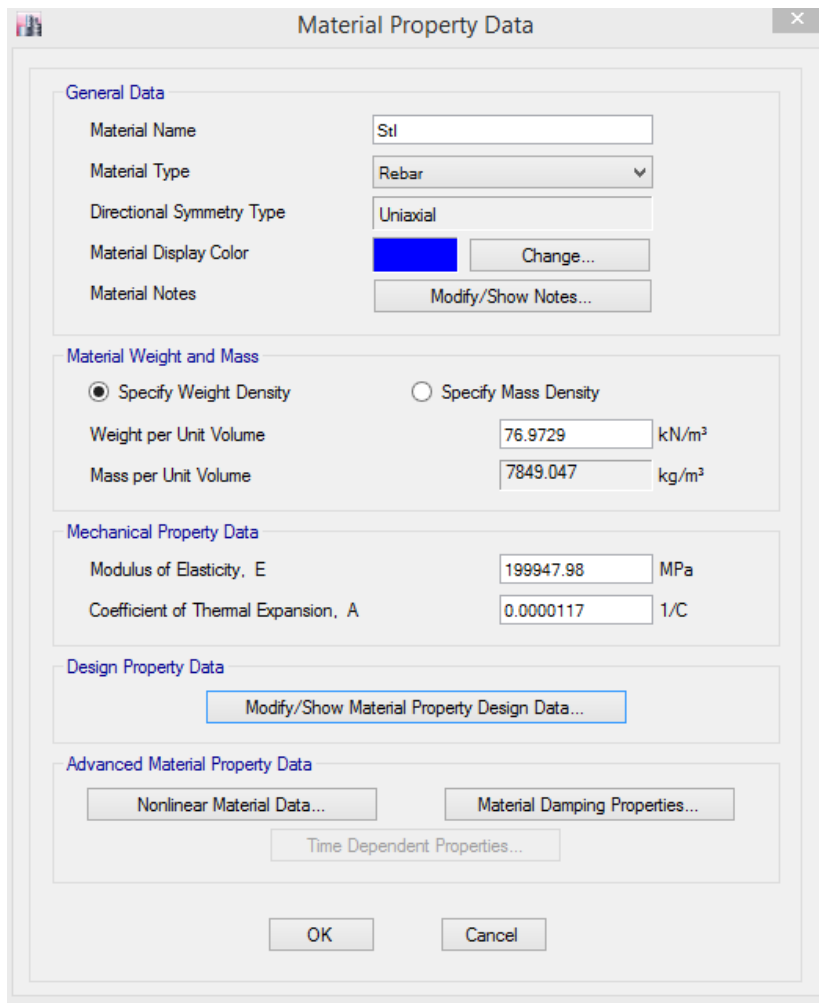 Material Property Data
General Data
Material Name Stl
Material Type Rebar
Directional Symmetry Type Uniaxial
Material Display Color Change...
Material Notes Modify/Show Notes...
Material Weight and Mass
Specify Weight Density Specify Mass Density
Weight per Unit Volume 76.9729 kN/m³
Mass per Unit Volume 7849.047 kg/m³
Mechanical Property Data
Modulus of Elasticity, E 199947.98 MPa
Coefficient of Thermal Expansion, A 0.0000117 1/C
Design Property Data
Modify/Show Material Property Design Data...
Advanced Material Property Data
Nonlinear Material Data... Material Damping Properties...
Time Dependent Properties...
OK Cancel